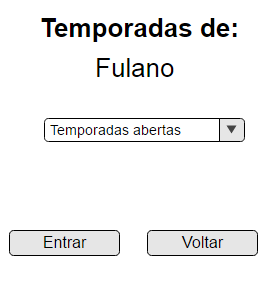 Temporadas de:
Fulano
Temporadas abertas
Entrar Voltar